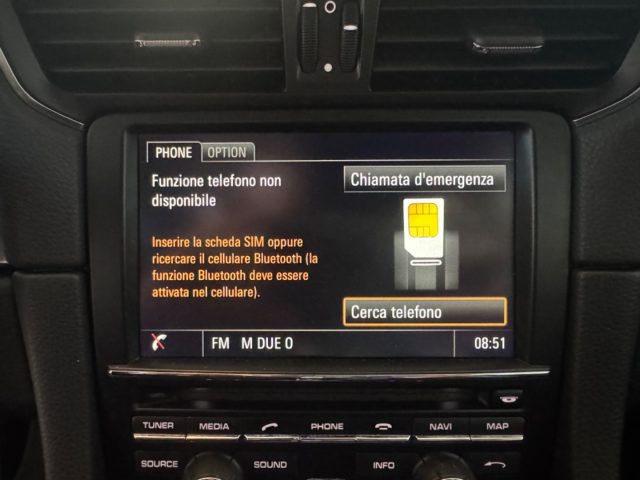 PHONE OPTION
Funzione telefono non
disponibile
Chiamata d'emergenza
Inserire la scheda SIM oppure
ricercare il cellulare Bluetooth (la
funzione Bluetooth deve essere
attivata nel cellulare).
Cerca telefono
FM M DUE O 08:51
TUNER MEDIA PHONE NAVI MAP
SOURCE SOUND INFO